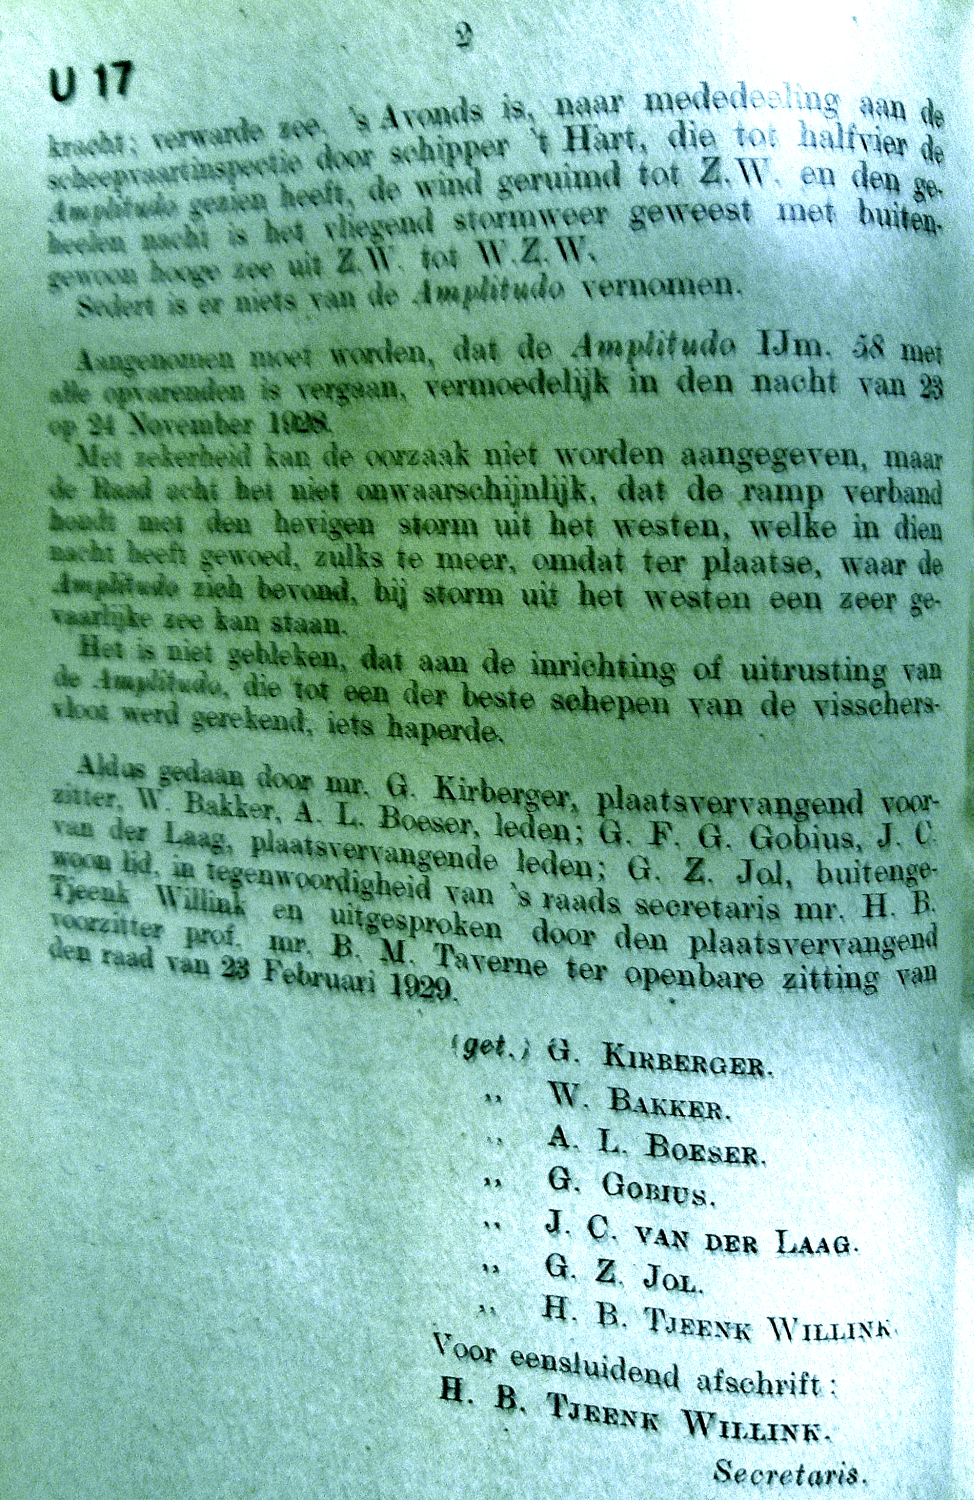 2
U 17
kracht; verwarde zee. 's Avonds is, naar mededeeling aan de
scheepvaartinspectie door schipper 't Hart, die tot halfvier de
Amplitudo gezien heeft, de wind geruimd tot Z.W. en den ge-
heelen nacht is het vliegend stormweer geweest met buiten-
gewoon hooge zee uit Z.W. tot W.Z.W.
Sedert is er niets van de Amplitudo vernomen.
Aangenomen moet worden, dat de Amplitudo IJm. 58 met
alle opvarenden is vergaan, vermoedelijk in den nacht van 23
op 24 November 1928.
Met zekerheid kan de oorzaak niet worden aangegeven, maar
de Raad acht het niet onwaarschijnlijk, dat de ramp verband
houdt met den hevigen storm uit het westen, welke in dien
nacht heeft gewoed, zulks te meer, omdat ter plaatse, waar de
Amplitudo zich bevond, bij storm uit het westen een zeer ge-
vaarlijke zee kan staan.
Het is niet gebleken, dat aan de inrichting of uitrusting van
de Amplitudo, die tot een der beste schepen van de visschers-
vloot werd gerekend, iets haperde.
Aldus gedaan door mr. G. Kirberger, plaatsvervangend voor-
zitter, W. Bakker, A. L. Boeser, leden; G. F. G. Gobius, J. C.
van der Laag, plaatsvervangende leden; G. Z. Jol, buitenge-
woon lid, in tegenwoordigheid van 's raads secretaris mr. H. B.
Tjeenk Willink en uitgesproken door den plaatsvervangend
voorzitter prof. mr. B. M. Taverne ter openbare zitting van
den raad van 23 Februari 1929.
(get.) G. KIRBERGER.
„ W. BAKKER.
„ A. L. BOESER.
„ G. GOBIUS.
„ J. C. VAN DER LAAG.
„ G. Z. JOL.
„ H. B. TJEENK WILLINK.
Voor eensluidend afschrift:
H. B. TJEENK WILLINK.
Secretaris.